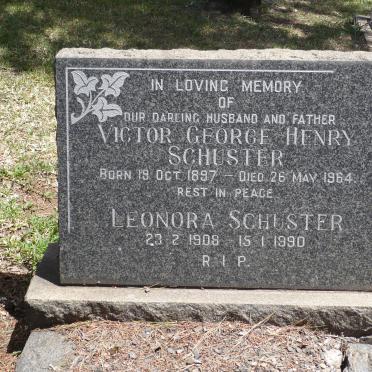 IN LOVING MEMORY
OF
OUR DARLING HUSBAND AND FATHER
VICTOR GEORGE HENRY
SCHUSTER
BORN 19 OCT 1897 – DIED 26 MAY 1964
REST IN PEACE
LEONORA SCHUSTER
23·2·1908 – 15·1·1990
R I P